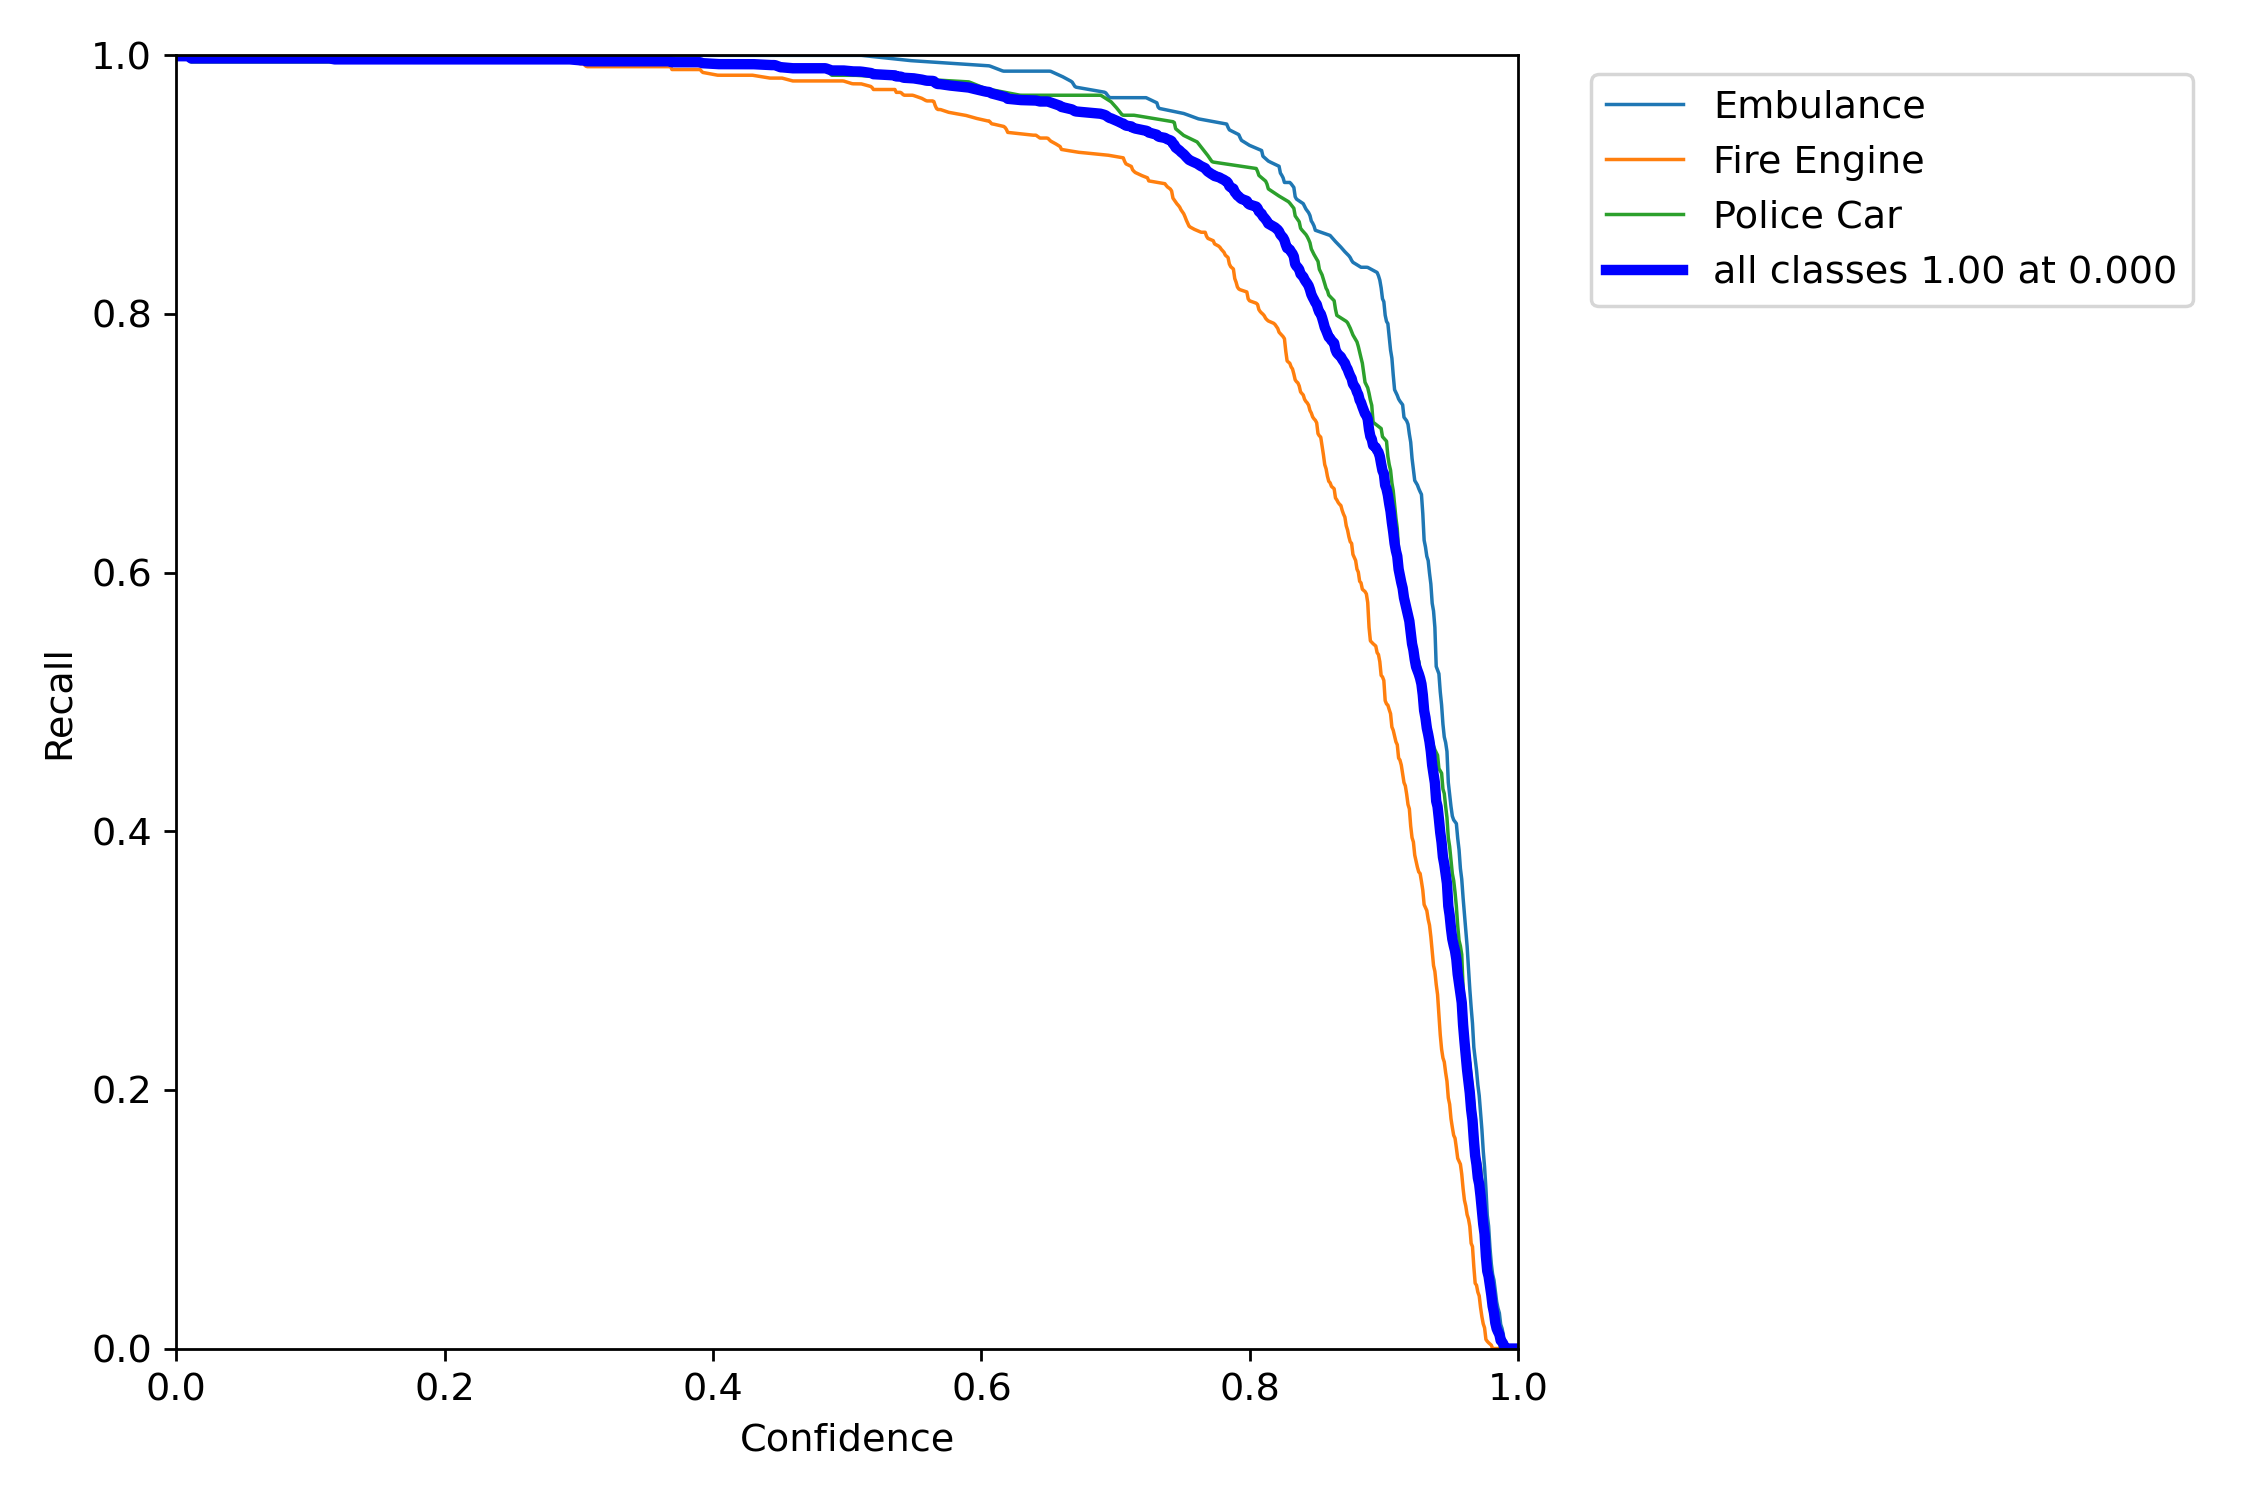 1.0
0.8
0.6
0.4
0.2
0.0
Recall
0.0 0.2 0.4 0.6 0.8 1.0
Confidence
Embulance
Fire Engine
Police Car
all classes 1.00 at 0.000